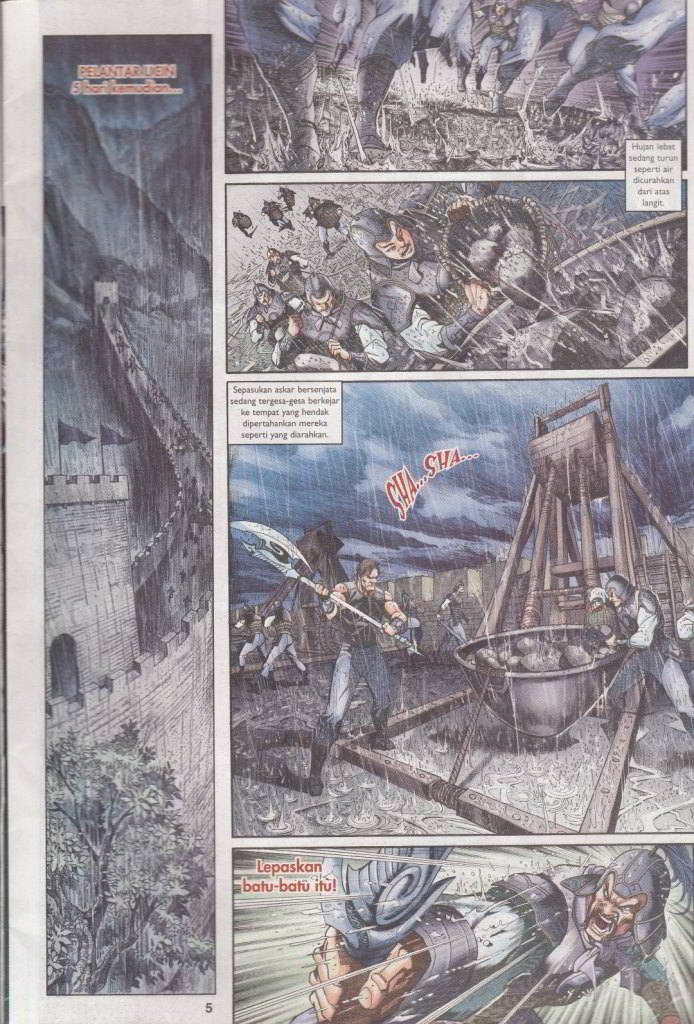 PELANTAR LIGIN
5 hari kemudian....
Hujan lebat
sedang turun
seperti air
dicurahkan
dari atas
langit.
Sepasukan askar bersenjata
sedang tergesa-gesa berkejar
ke tempat yang hendak
dipertahankan mereka
seperti yang diarahkan.
SHA...SHA...
Lepaskan
batu-batu itu!
5